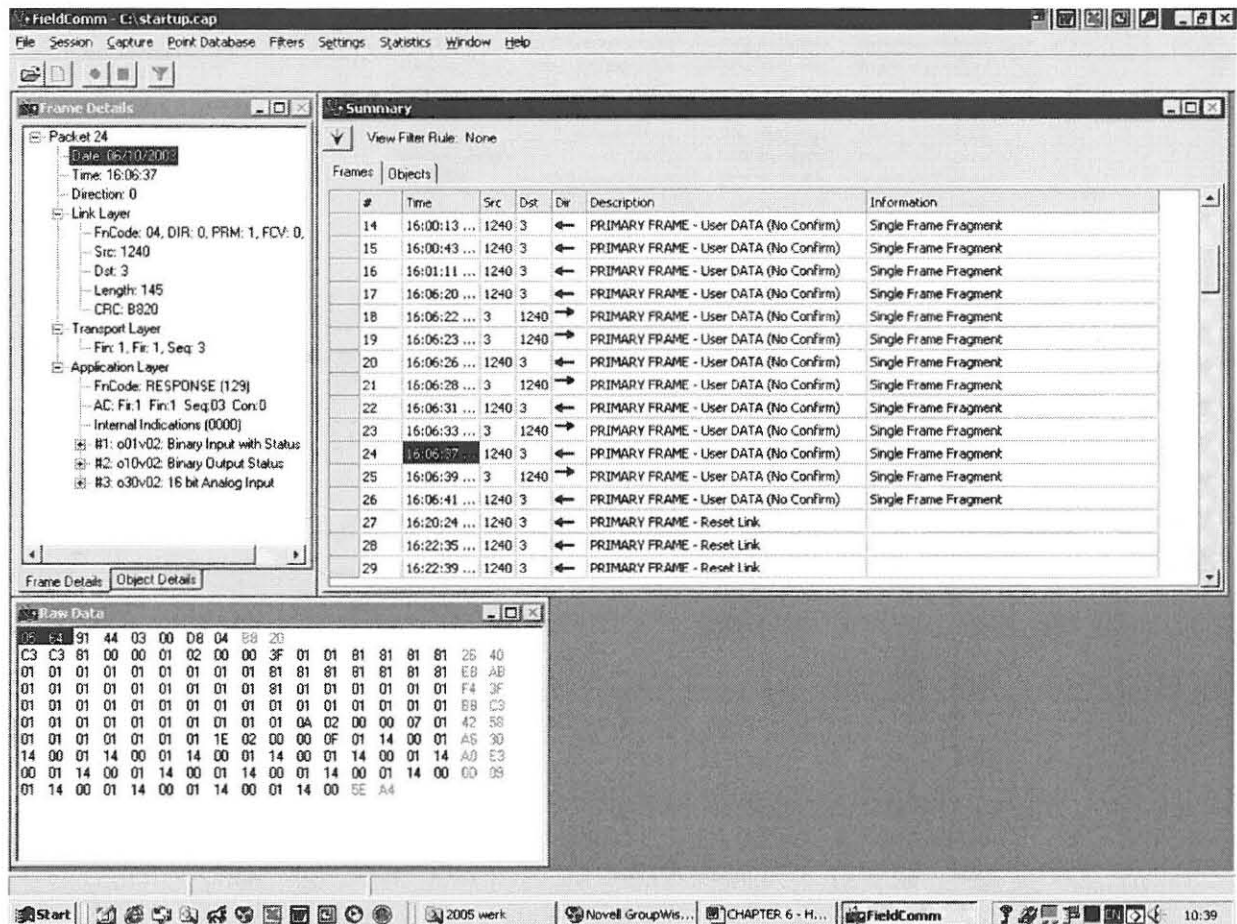 FieldComm - C:\startup.cap
File Session Capture Point Database Filters Settings Statistics Window Help
Frame Details
Packet 24
Date: 06/10/2003
Time: 16:06:37
Direction: 0
Link Layer
FnCode: 04, DIR: 0, PRM: 1, FCV: 0,
Src: 1240
Dst: 3
Length: 145
CRC: B820
Transport Layer
Fin: 1, Fir: 1, Seq: 3
Application Layer
FnCode: RESPONSE (129)
AC: Fir:1 Fin:1 Seq:03 Con:0
Internal Indications (0000)
#1: o01v02: Binary Input with Status
#2: o10v02: Binary Output Status
#3: o30v02: 16 bit Analog Input
Frame Details Object Details
Summary
View Filter Rule: None
Frames Objects
# Time Src Dst Dir Description Information
14 16:00:13 ... 1240 3 PRIMARY FRAME - User DATA (No Confirm) Single Frame Fragment
15 16:00:43 ... 1240 3 PRIMARY FRAME - User DATA (No Confirm) Single Frame Fragment
16 16:01:11 ... 1240 3 PRIMARY FRAME - User DATA (No Confirm) Single Frame Fragment
17 16:06:20 ... 1240 3 PRIMARY FRAME - User DATA (No Confirm) Single Frame Fragment
18 16:06:22 ... 3 1240 PRIMARY FRAME - User DATA (No Confirm) Single Frame Fragment
19 16:06:23 ... 3 1240 PRIMARY FRAME - User DATA (No Confirm) Single Frame Fragment
20 16:06:26 ... 1240 3 PRIMARY FRAME - User DATA (No Confirm) Single Frame Fragment
21 16:06:28 ... 3 1240 PRIMARY FRAME - User DATA (No Confirm) Single Frame Fragment
22 16:06:31 ... 1240 3 PRIMARY FRAME - User DATA (No Confirm) Single Frame Fragment
23 16:06:33 ... 3 1240 PRIMARY FRAME - User DATA (No Confirm) Single Frame Fragment
24 16:06:37 ... 1240 3 PRIMARY FRAME - User DATA (No Confirm) Single Frame Fragment
25 16:06:39 ... 3 1240 PRIMARY FRAME - User DATA (No Confirm) Single Frame Fragment
26 16:06:41 ... 1240 3 PRIMARY FRAME - User DATA (No Confirm) Single Frame Fragment
27 16:20:24 ... 1240 3 PRIMARY FRAME - Reset Link
28 16:22:35 ... 1240 3 PRIMARY FRAME - Reset Link
29 16:22:39 ... 1240 3 PRIMARY FRAME - Reset Link
Raw Data
05 64 91 44 03 00 D8 04 B8 20
C3 C3 81 00 00 01 02 00 00 3F 01 01 81 81 81 81 26 40
01 01 01 01 01 01 01 01 01 81 81 81 81 81 81 81 E8 AB
01 01 01 01 01 01 01 01 01 81 01 01 01 01 01 01 F4 3F
01 01 01 01 01 01 01 01 01 01 01 01 01 01 01 01 B8 C3
01 01 01 01 01 01 01 01 01 01 0A 02 00 00 07 01 42 58
01 01 01 01 01 01 01 1E 02 00 00 0F 01 14 00 01 A6 30
14 00 01 14 00 01 14 00 01 14 00 01 14 00 01 14 A0 E3
00 01 14 00 01 14 00 01 14 00 01 14 00 01 14 00 0D 09
01 14 00 01 14 00 01 14 00 01 14 00 5E A4
Start 2005 werk Novell GroupWis... CHAPTER 6 - H... FieldComm 10:39